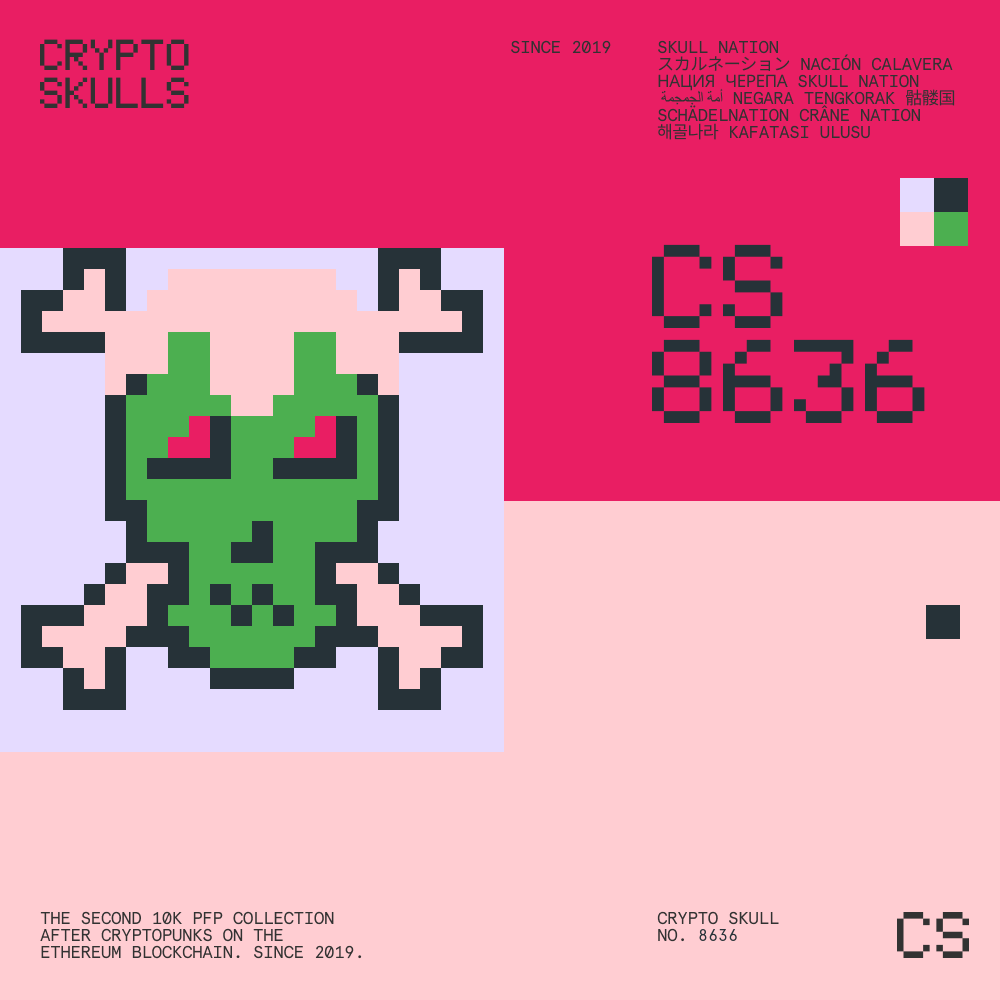 CRYPTO
SKULLS
SINCE 2019
SKULL NATION
スカルネーション NACIÓN CALAVERA
НАЦИЯ ЧЕРЕПА SKULL NATION
أمة الجمجمة NEGARA TENGKORAK 骷髅国
SCHÄDELNATION CRÂNE NATION
해골나라 KAFATASI ULUSU
CS
8636
THE SECOND 10K PFP COLLECTION
AFTER CRYPTOPUNKS ON THE
ETHEREUM BLOCKCHAIN. SINCE 2019.
CRYPTO SKULL
NO. 8636
CS